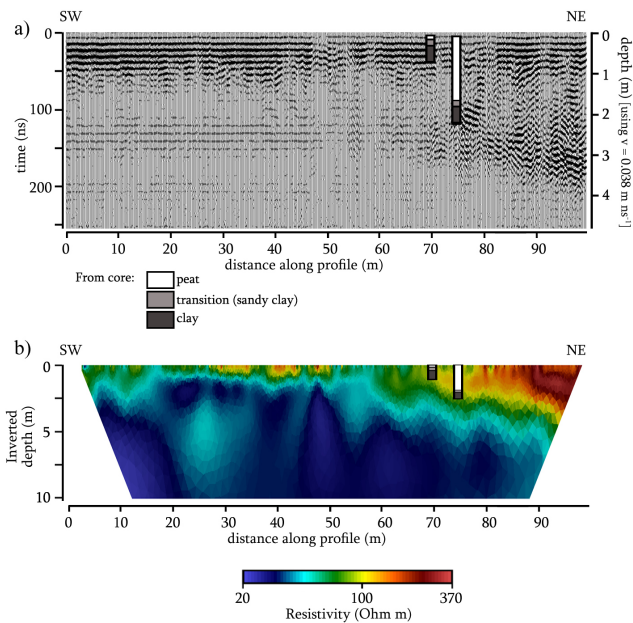 a)
SW
NE
time (ns)
0
100
200
0
1
2
3
4
depth (m) [using v = 0.038 m ns⁻¹]
0 10 20 30 40 50 60 70 80 90
distance along profile (m)
From core:
peat
transition (sandy clay)
clay
b)
SW
NE
Inverted
depth (m)
0
5
10
0 10 20 30 40 50 60 70 80 90
distance along profile (m)
20 100 370
Resistivity (Ohm m)